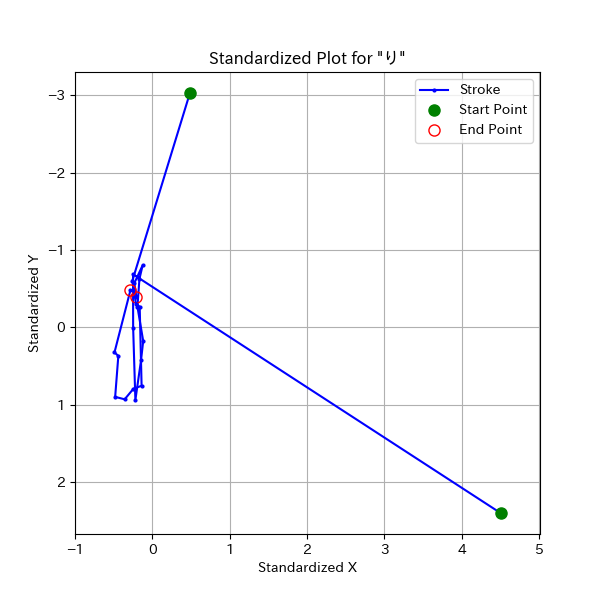 Standardized Plot for "り"
Stroke
Start Point
End Point
−3
−2
−1
0
1
2
Standardized Y
−1 0 1 2 3 4 5
Standardized X